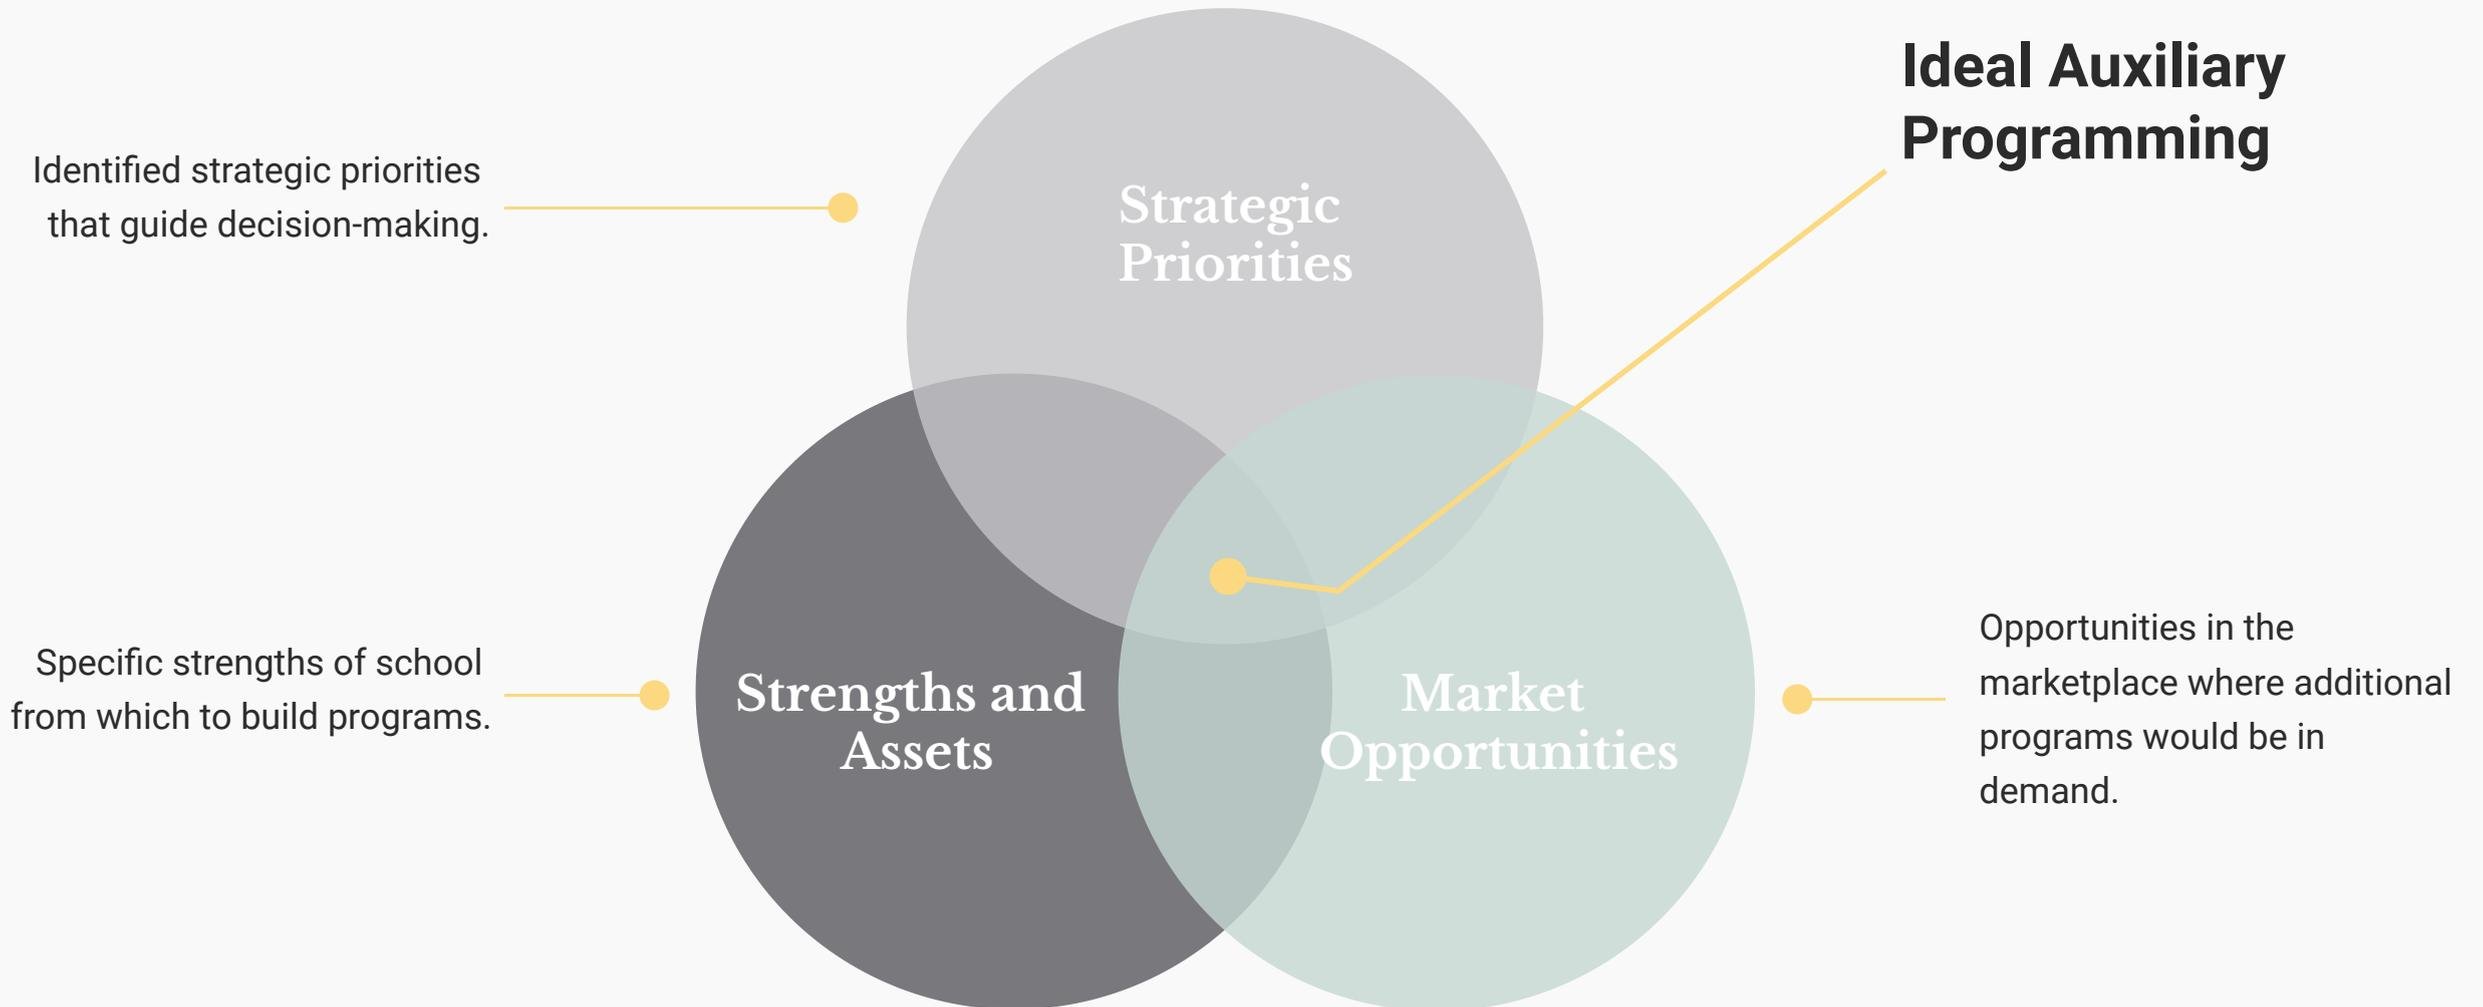 Ideal Auxiliary
Programming
Identified strategic priorities
that guide decision-making.
Strategic
Priorities
Specific strengths of school
from which to build programs.
Strengths and
Assets
Market
Opportunities
Opportunities in the
marketplace where additional
programs would be in
demand.